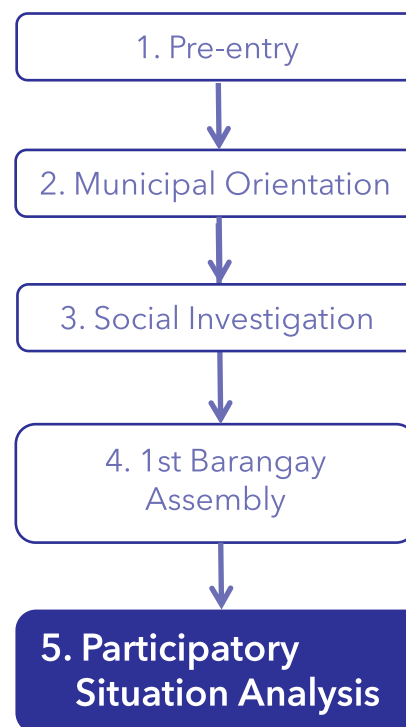 1. Pre-entry
2. Municipal Orientation
3. Social Investigation
4. 1st Barangay
Assembly
5. Participatory
Situation Analysis